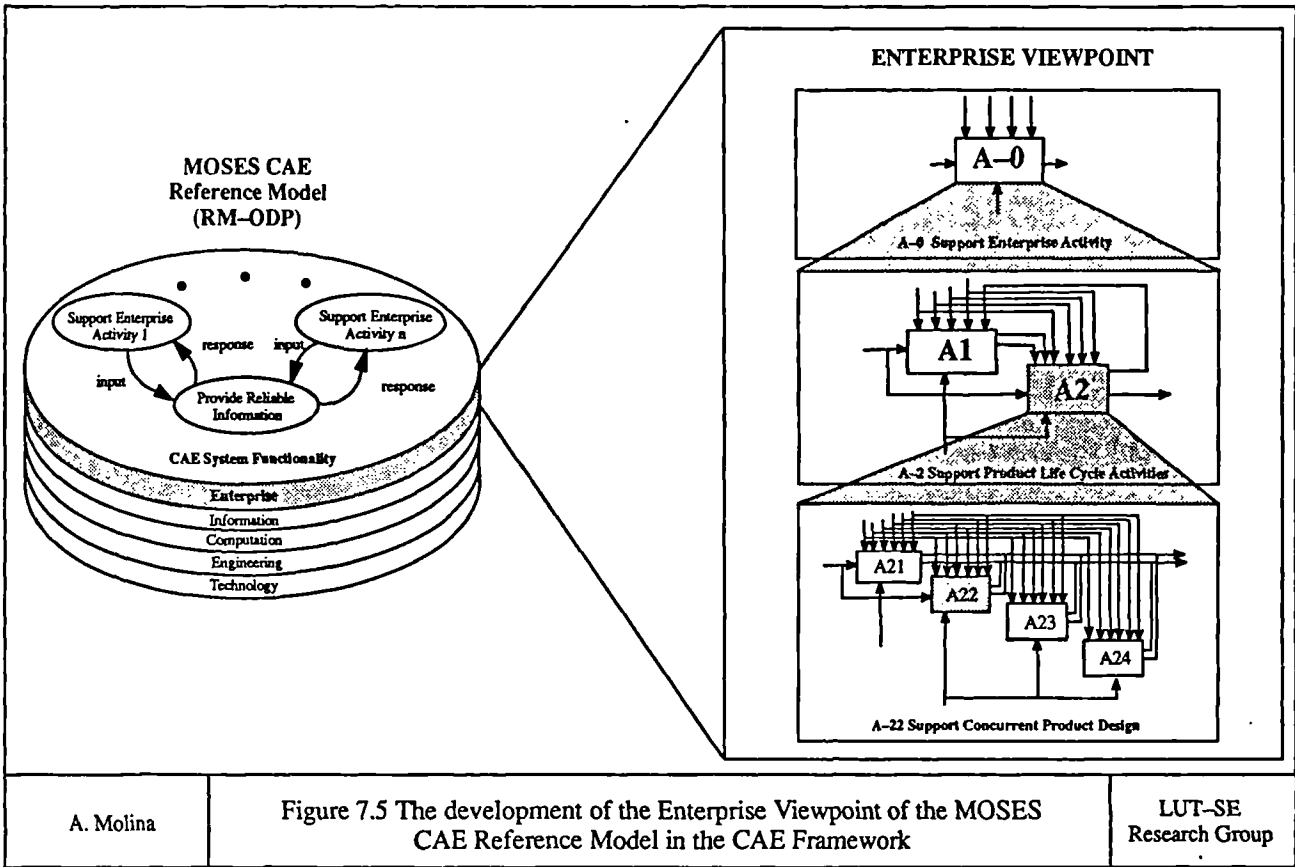 MOSES CAE
Reference Model
(RM–ODP)
Support Enterprise
Activity 1
Support Enterprise
Activity n
response
input
input
response
Provide Reliable
Information
CAE System Functionality
Enterprise
Information
Computation
Engineering
Technology
ENTERPRISE VIEWPOINT
A–0
A–0 Support Enterprise Activity
A1
A2
A–2 Support Product Life Cycle Activities
A21
A22
A23
A24
A–22 Support Concurrent Product Design
A. Molina
Figure 7.5 The development of the Enterprise Viewpoint of the MOSES
CAE Reference Model in the CAE Framework
LUT–SE
Research Group